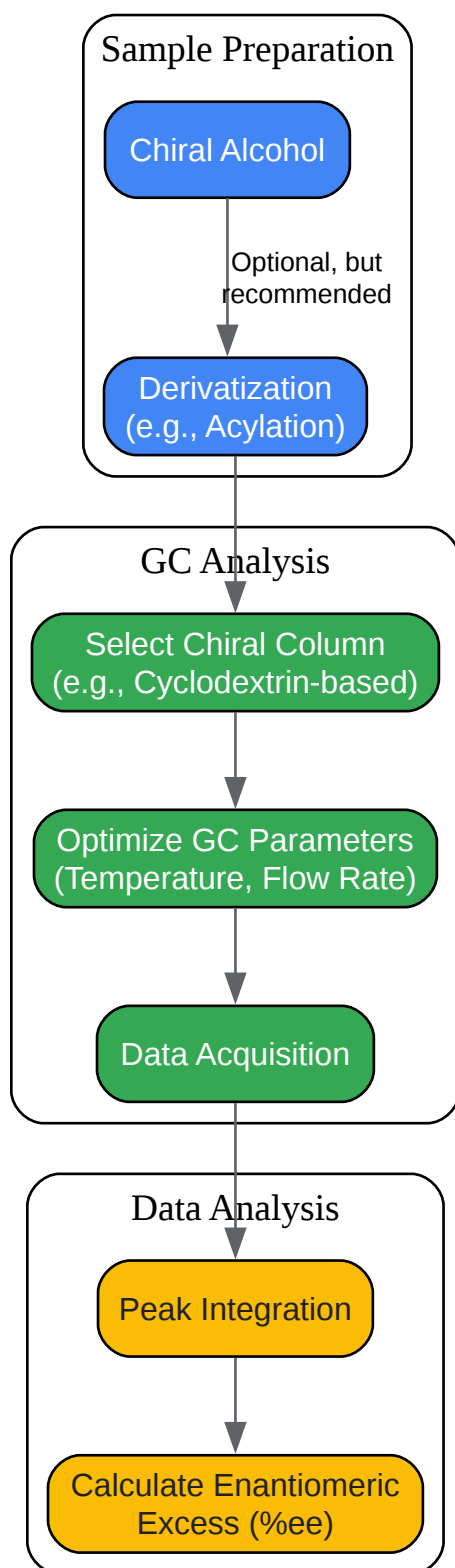 Sample Preparation
Chiral Alcohol
Optional, but
recommended
Derivatization
(e.g., Acylation)
GC Analysis
Select Chiral Column
(e.g., Cyclodextrin-based)
Optimize GC Parameters
(Temperature, Flow Rate)
Data Acquisition
Data Analysis
Peak Integration
Calculate Enantiomeric
Excess (%ee)